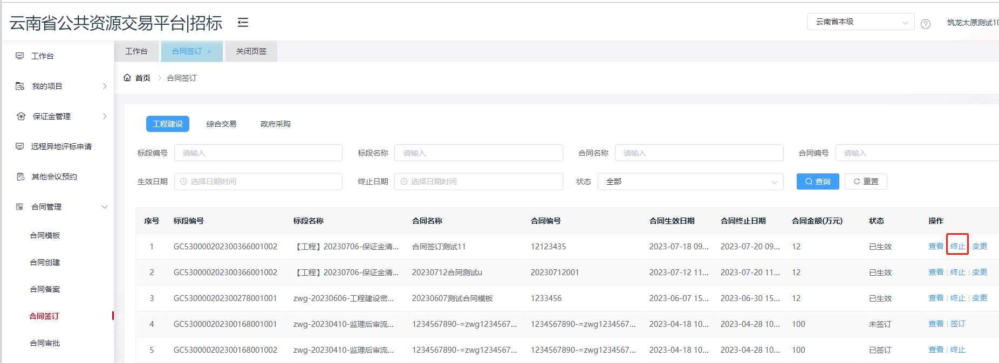 云南省公共资源交易平台|招标
云南省本级
筑龙太原测试10
工作台
我的项目
保证金管理
远程异地评标申请
其他会议预约
合同管理
合同模板
合同创建
合同备案
合同签订
合同审批
工作台 合同签订 × 关闭页签
首页 > 合同签订
工程建设 综合交易 政府采购
标段编号 请输入 标段名称 请输入 合同名称 请输入 合同编号 请输入
生效日期 选择日期时间 终止日期 选择日期时间 状态 全部 查询 重置
序号 标段编号 标段名称 合同名称 合同编号 合同生效日期 合同终止日期 合同金额(万元) 状态 操作
1 GC530000202300366001002 【工程】20230706-保证金清... 合同签订测试11 12123435 2023-07-18 09... 2023-07-20 09... 12 已生效 查看 | 终止 | 变更
2 GC530000202300366001002 【工程】20230706-保证金清... 20230712合同测试u 20230712001 2023-07-12 11... 2023-07-20 11... 12 已生效 查看 | 终止 | 变更
3 GC530000202300278001001 zwg-20230606-工程建设密... 20230607测试合同模板 1233456 2023-06-07 15... 2023-06-30 15... 12 已生效 查看 | 终止 | 变更
4 GC530000202300168001001 zwg-20230410-监理后审流... 1234567890-=zwg1234567... 1234567890-=zwg1234567... 2023-04-18 10... 2023-04-28 10... 100 未签订 查看 | 签订
5 GC530000202300168001002 zwg-20230410-监理后审流... 1234567890-=zwg1234567... 1234567890-=zwg1234567... 2023-04-18 10... 2023-04-28 10... 100 已签订 查看 | 终止